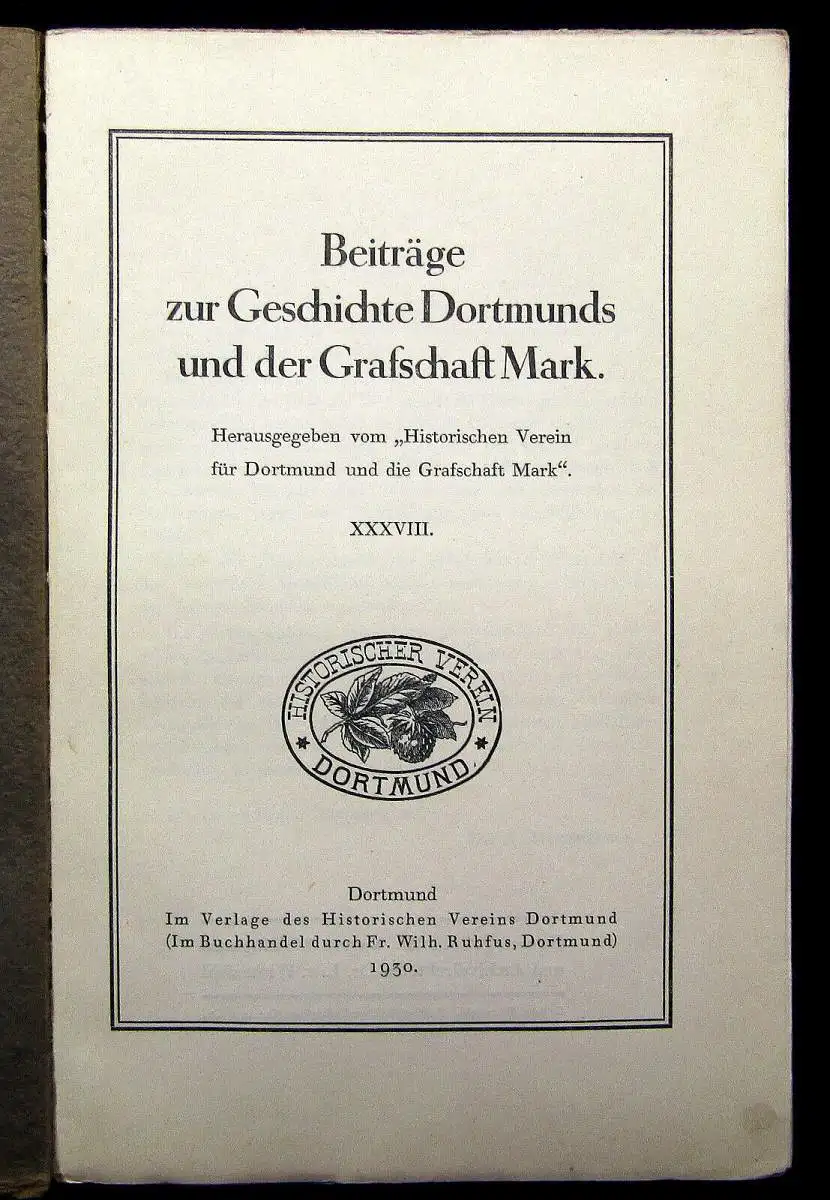 Beiträge
zur Geschichte Dortmunds
und der Grafschaft Mark.
Herausgegeben vom „Historischen Verein
für Dortmund und die Grafschaft Mark“.
XXXVIII.
HISTORISCHER VEREIN
DORTMUND.
Dortmund
Im Verlage des Historischen Vereins Dortmund
(Im Buchhandel durch Fr. Wilh. Ruhfus, Dortmund)
1930.